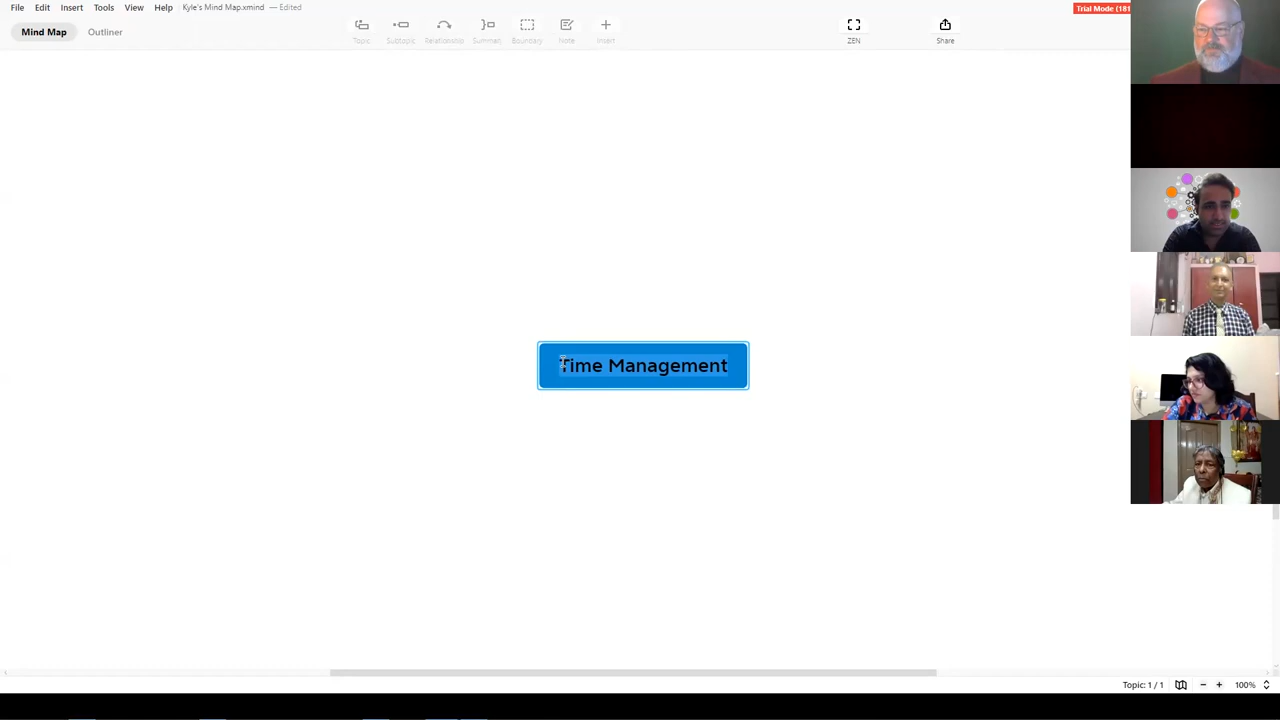 File Edit Insert Tools View Help Kyle's Mind Map.xmind — Edited
Trial Mode (181
Mind Map Outliner
Topic Subtopic Relationship Summary Boundary Note Insert
ZEN Share
Time Management
Topic: 1 / 1 100%